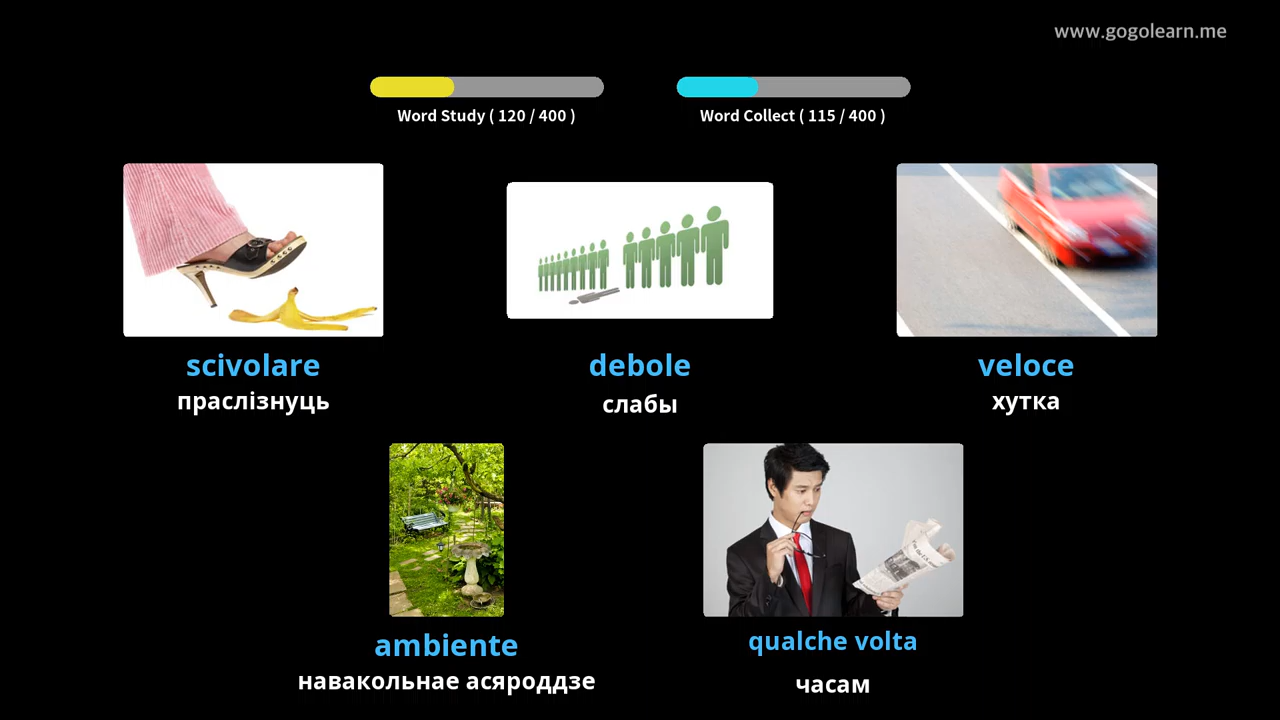 www.gogolearn.me
Word Study ( 120 / 400 )
Word Collect ( 115 / 400 )
scivolare
праслізнуць
debole
слабы
veloce
хутка
ambiente
навакольнае асяроддзе
qualche volta
часам